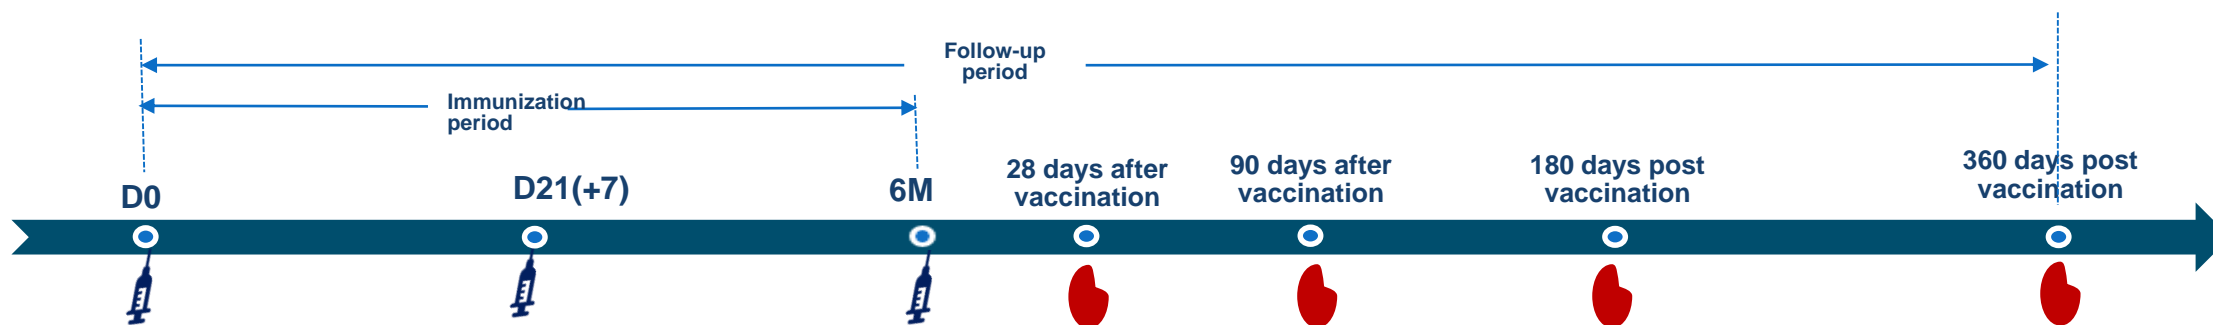 Follow-up
period
Immunization
period
D0
D21(+7)
6M
28 days after
vaccination
90 days after
vaccination
180 days post
vaccination
360 days post
vaccination